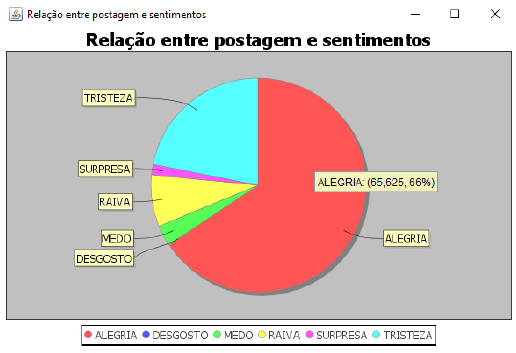 Relação entre postagem e sentimentos
Relação entre postagem e sentimentos
TRISTEZA
SURPRESA
ALEGRIA: (65,625, 66%)
RAIVA
MEDO
ALEGRIA
DESGOSTO
ALEGRIA DESGOSTO MEDO RAIVA SURPRESA TRISTEZA